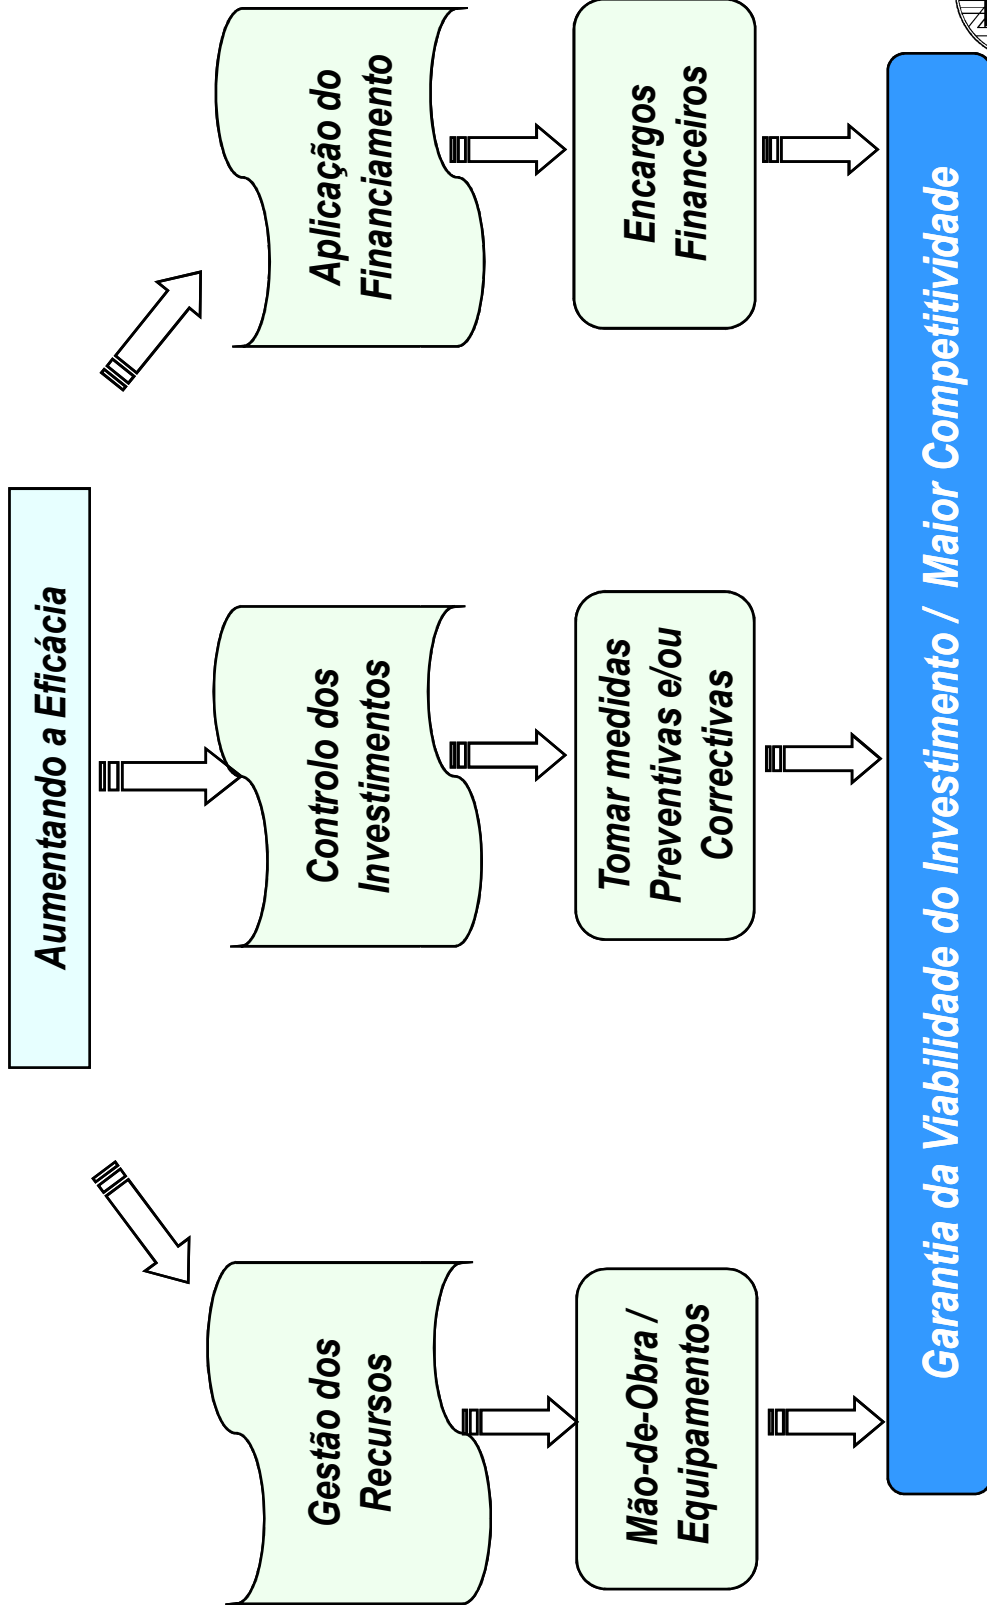 Aumentando a Eficácia
Gestão dos
Recursos
Controlo dos
Investimentos
Aplicação do
Financiamento
Mão-de-Obra /
Equipamentos
Tomar medidas
Preventivas e/ou
Correctivas
Encargos
Financeiros
Garantia da Viabilidade do Investimento / Maior Competitividade